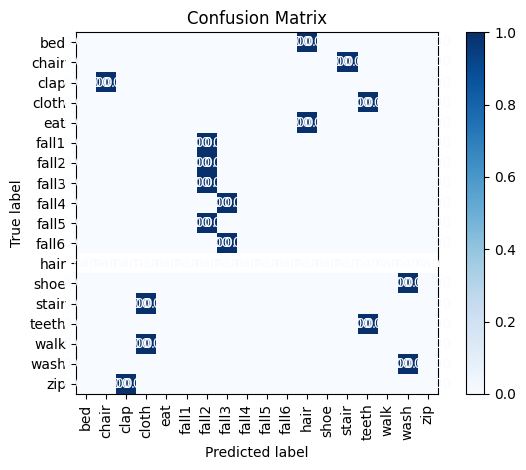 Confusion Matrix
True label
bed
chair
clap
cloth
eat
fall1
fall2
fall3
fall4
fall5
fall6
hair
shoe
stair
teeth
walk
wash
zip
bed
chair
clap
cloth
eat
fall1
fall2
fall3
fall4
fall5
fall6
hair
shoe
stair
teeth
walk
wash
zip
Predicted label
1.0
0.8
0.6
0.4
0.2
0.0